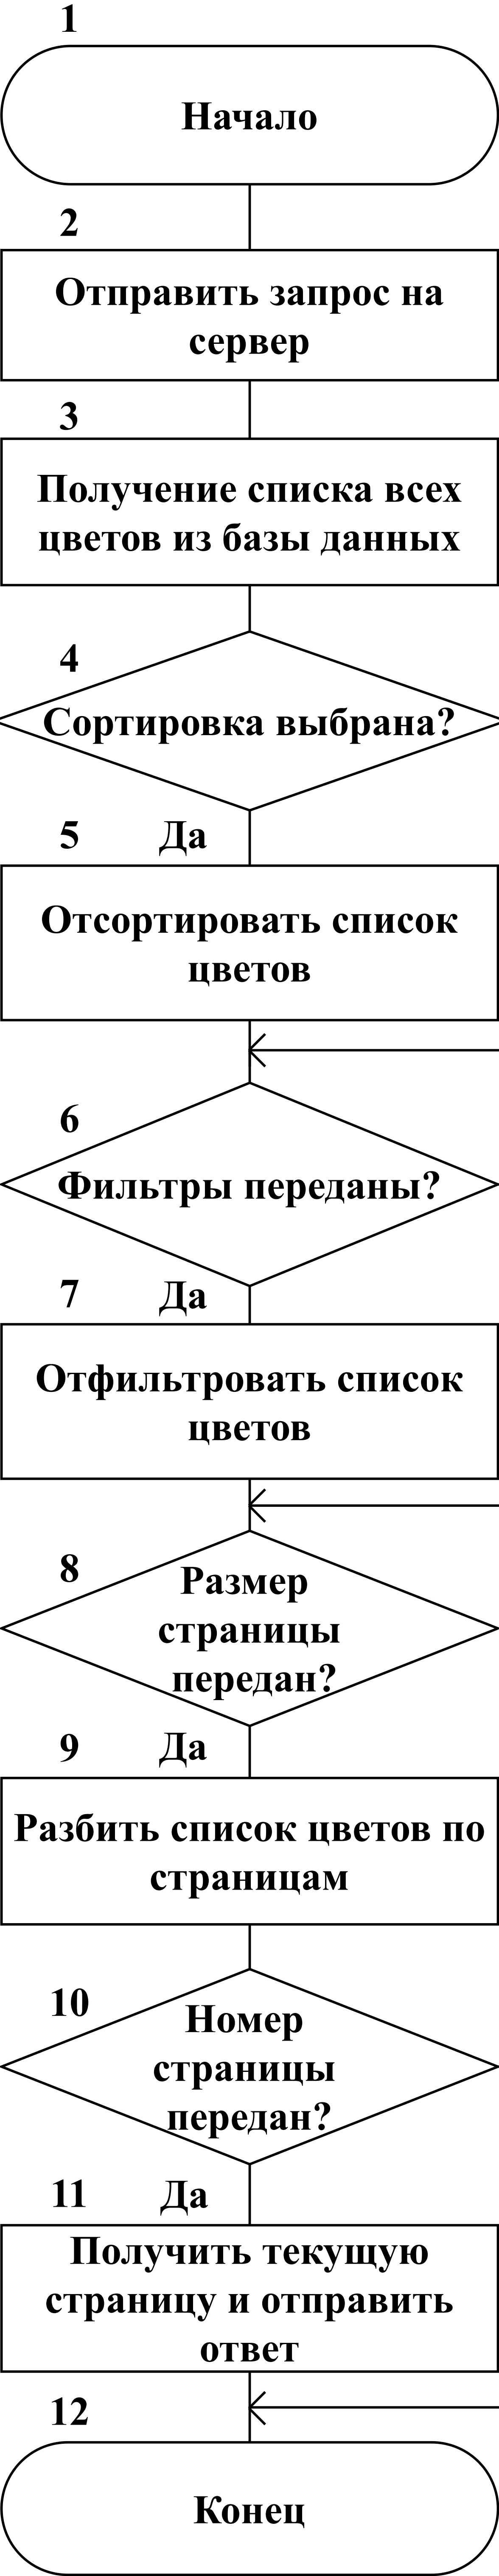 1
Начало
2
Отправить запрос на
сервер
3
Получение списка всех
цветов из базы данных
4
Сортировка выбрана?
5 Да
Отсортировать список
цветов
6
Фильтры переданы?
7 Да
Отфильтровать список
цветов
8
Размер
страницы
передан?
9 Да
Разбить список цветов по
страницам
10
Номер
страницы
передан?
11 Да
Получить текущую
страницу и отправить
ответ
12
Конец